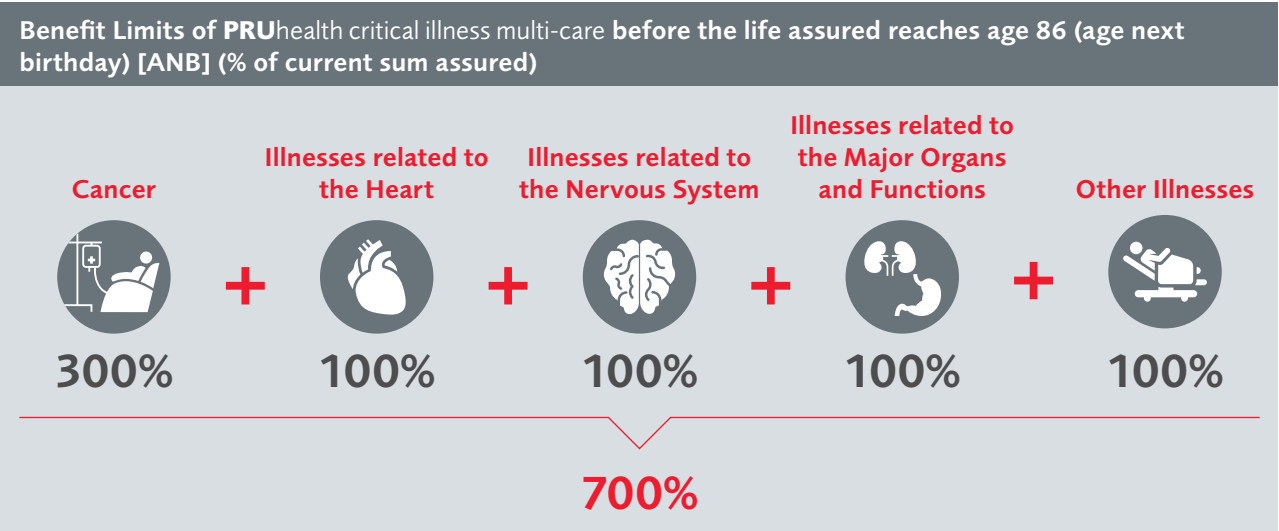 Benefit Limits of PRUhealth critical illness multi-care before the life assured reaches age 86 (age next
birthday) [ANB] (% of current sum assured)
Cancer
Illnesses related to
the Heart
Illnesses related to
the Nervous System
Illnesses related to
the Major Organs
and Functions
Other Illnesses
+
+
+
+
300%
100%
100%
100%
100%
700%